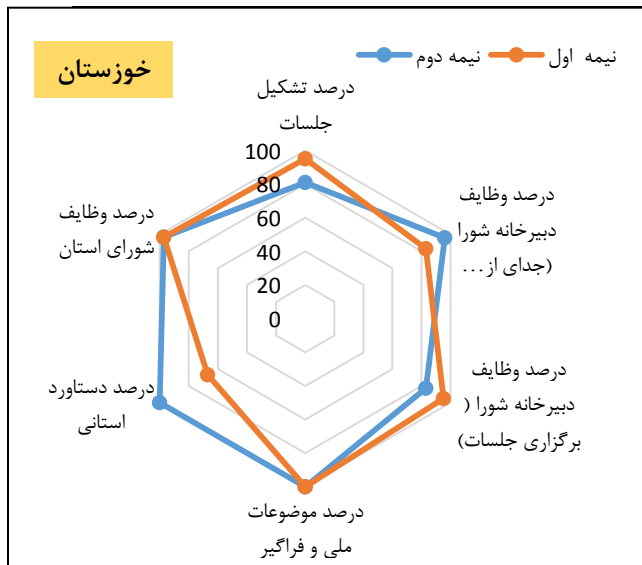 خوزستان
نیمه اول
نیمه دوم
درصد تشکیل
جلسات
100
80
60
40
20
0
درصد وظایف
دبیرخانه شورا
(جدای از...
درصد وظایف
دبیرخانه شورا (
برگزاری جلسات)
درصد موضوعات
ملی و فراگیر
درصد دستاورد
استانی
درصد وظایف
شورای استان